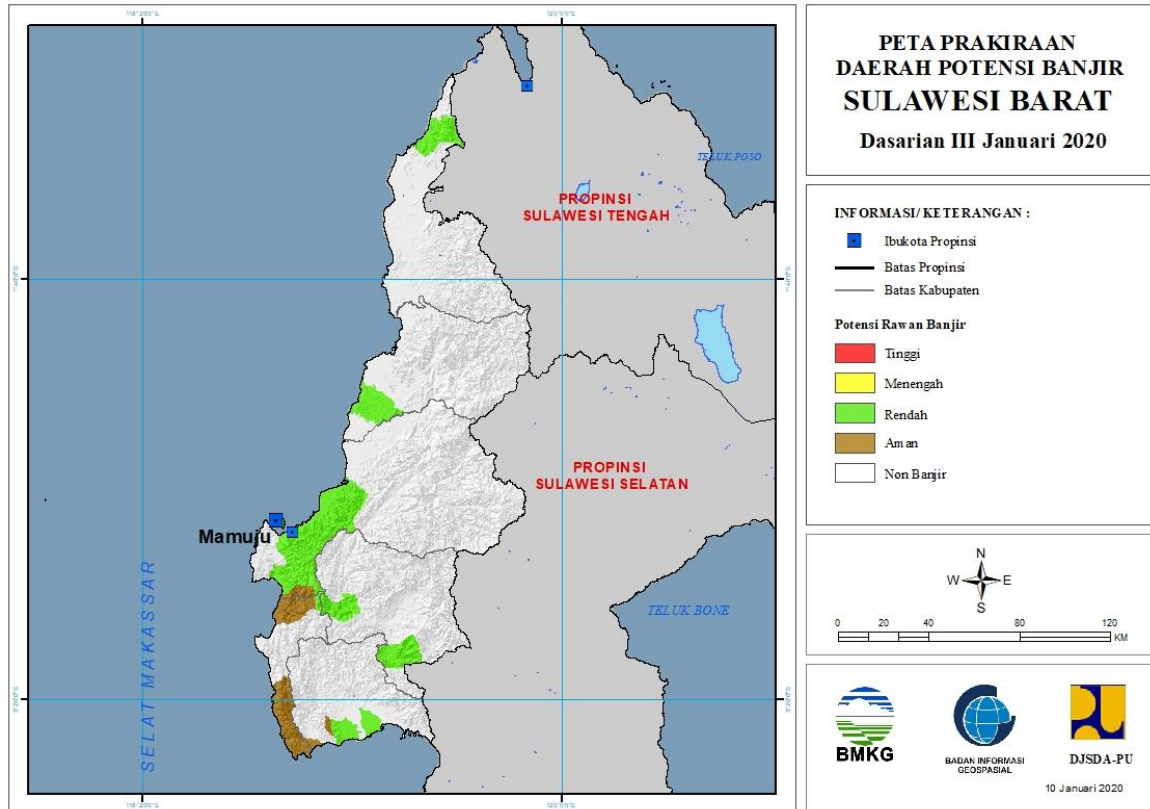 PETA PRAKIRAAN
DAERAH POTENSI BANJIR
SULAWESI BARAT
Dasarian III Januari 2020
INFORMASI/ KETERANGAN :
Ibukota Propinsi
Batas Propinsi
Batas Kabupaten
Potensi Rawan Banjir
Tinggi
Menengah
Rendah
Aman
Non Banjir
N
W E
S
0 20 40 80 120
KM
BMKG
BADAN INFORMASI
GEOSPASIAL
DJSDA-PU
10 Januari 2020
TELUK POSO
PROPINSI
SULAWESI TENGAH
PROPINSI
SULAWESI SELATAN
Mamuju
TELUK BONE
SELAT MAKASSAR